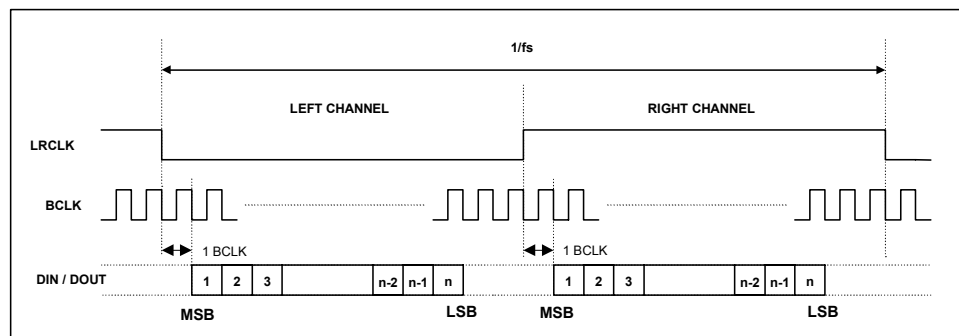 1/fs
LEFT CHANNEL RIGHT CHANNEL
LRCLK
BCLK
1 BCLK 1 BCLK
DIN / DOUT 1 2 3 n-2 n-1 n 1 2 3 n-2 n-1 n
MSB LSB MSB LSB